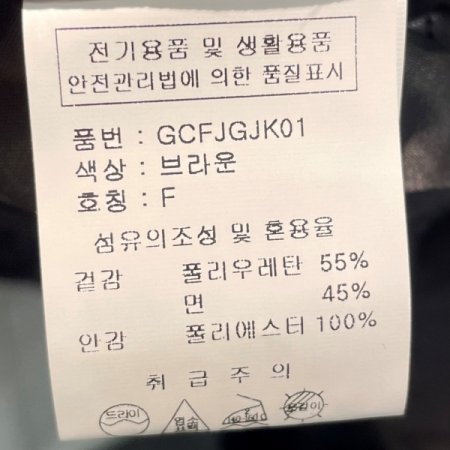 전기용품 및 생활용품
안전관리법에 의한 품질표시
품번 : GCFJGJK01
색상 : 브라운
호칭 : F
섬유의조성 및 혼용율
겉감 폴리우레탄 55%
면 45%
안감 폴리에스터 100%
취급주의
드라이